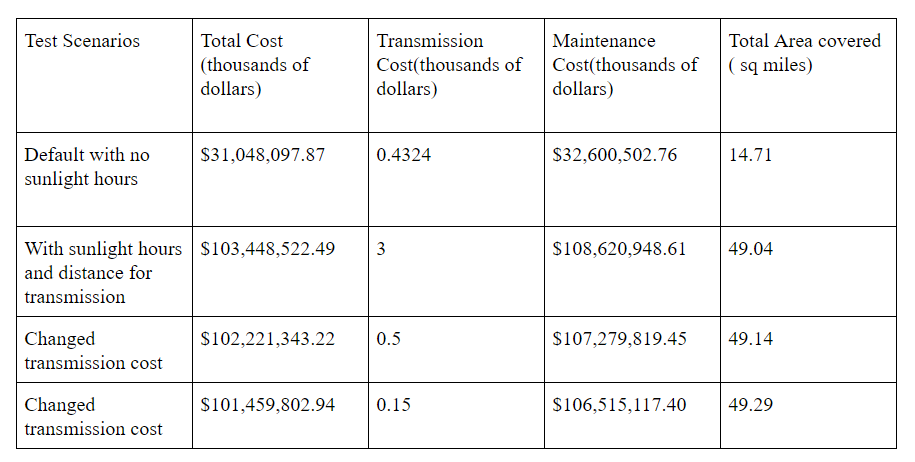 Test Scenarios
Total Cost
(thousands of
dollars)
Transmission
Cost(thousands of
dollars)
Maintenance
Cost(thousands of
dollars)
Total Area covered
( sq miles)
Default with no
sunlight hours
$31,048,097.87
0.4324
$32,600,502.76
14.71
With sunlight hours
and distance for
transmission
$103,448,522.49
3
$108,620,948.61
49.04
Changed
transmission cost
$102,221,343.22
0.5
$107,279,819.45
49.14
Changed
transmission cost
$101,459,802.94
0.15
$106,515,117.40
49.29